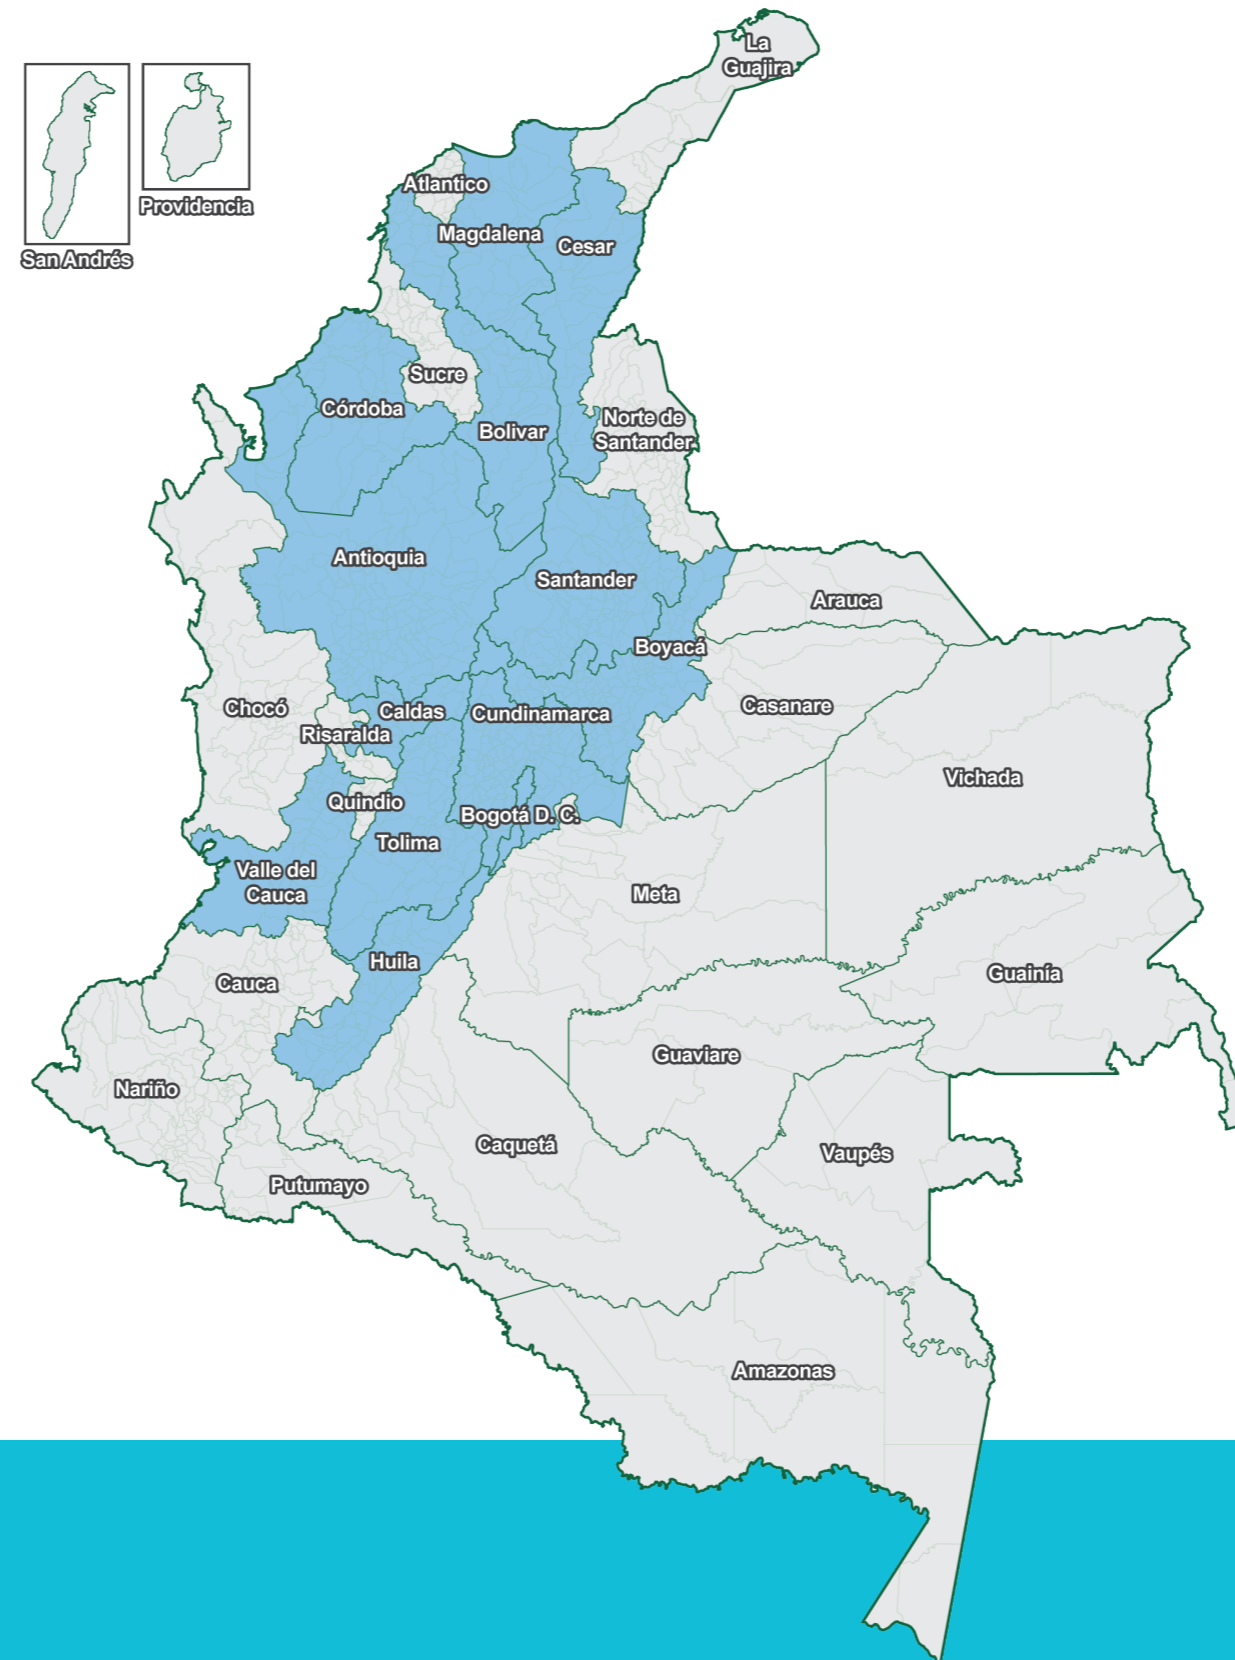 La
Guajira
Providencia
San Andrés
Atlantico
Magdalena
Cesar
Sucre
Córdoba
Bolivar
Norte de
Santander
Antioquia
Santander
Arauca
Boyacá
Chocó
Caldas
Cundinamarca
Casanare
Risaralda
Vichada
Quindio
Bogotá D. C.
Tolima
Valle del
Cauca
Meta
Huila
Cauca
Guainía
Guaviare
Nariño
Caquetá
Vaupés
Putumayo
Amazonas